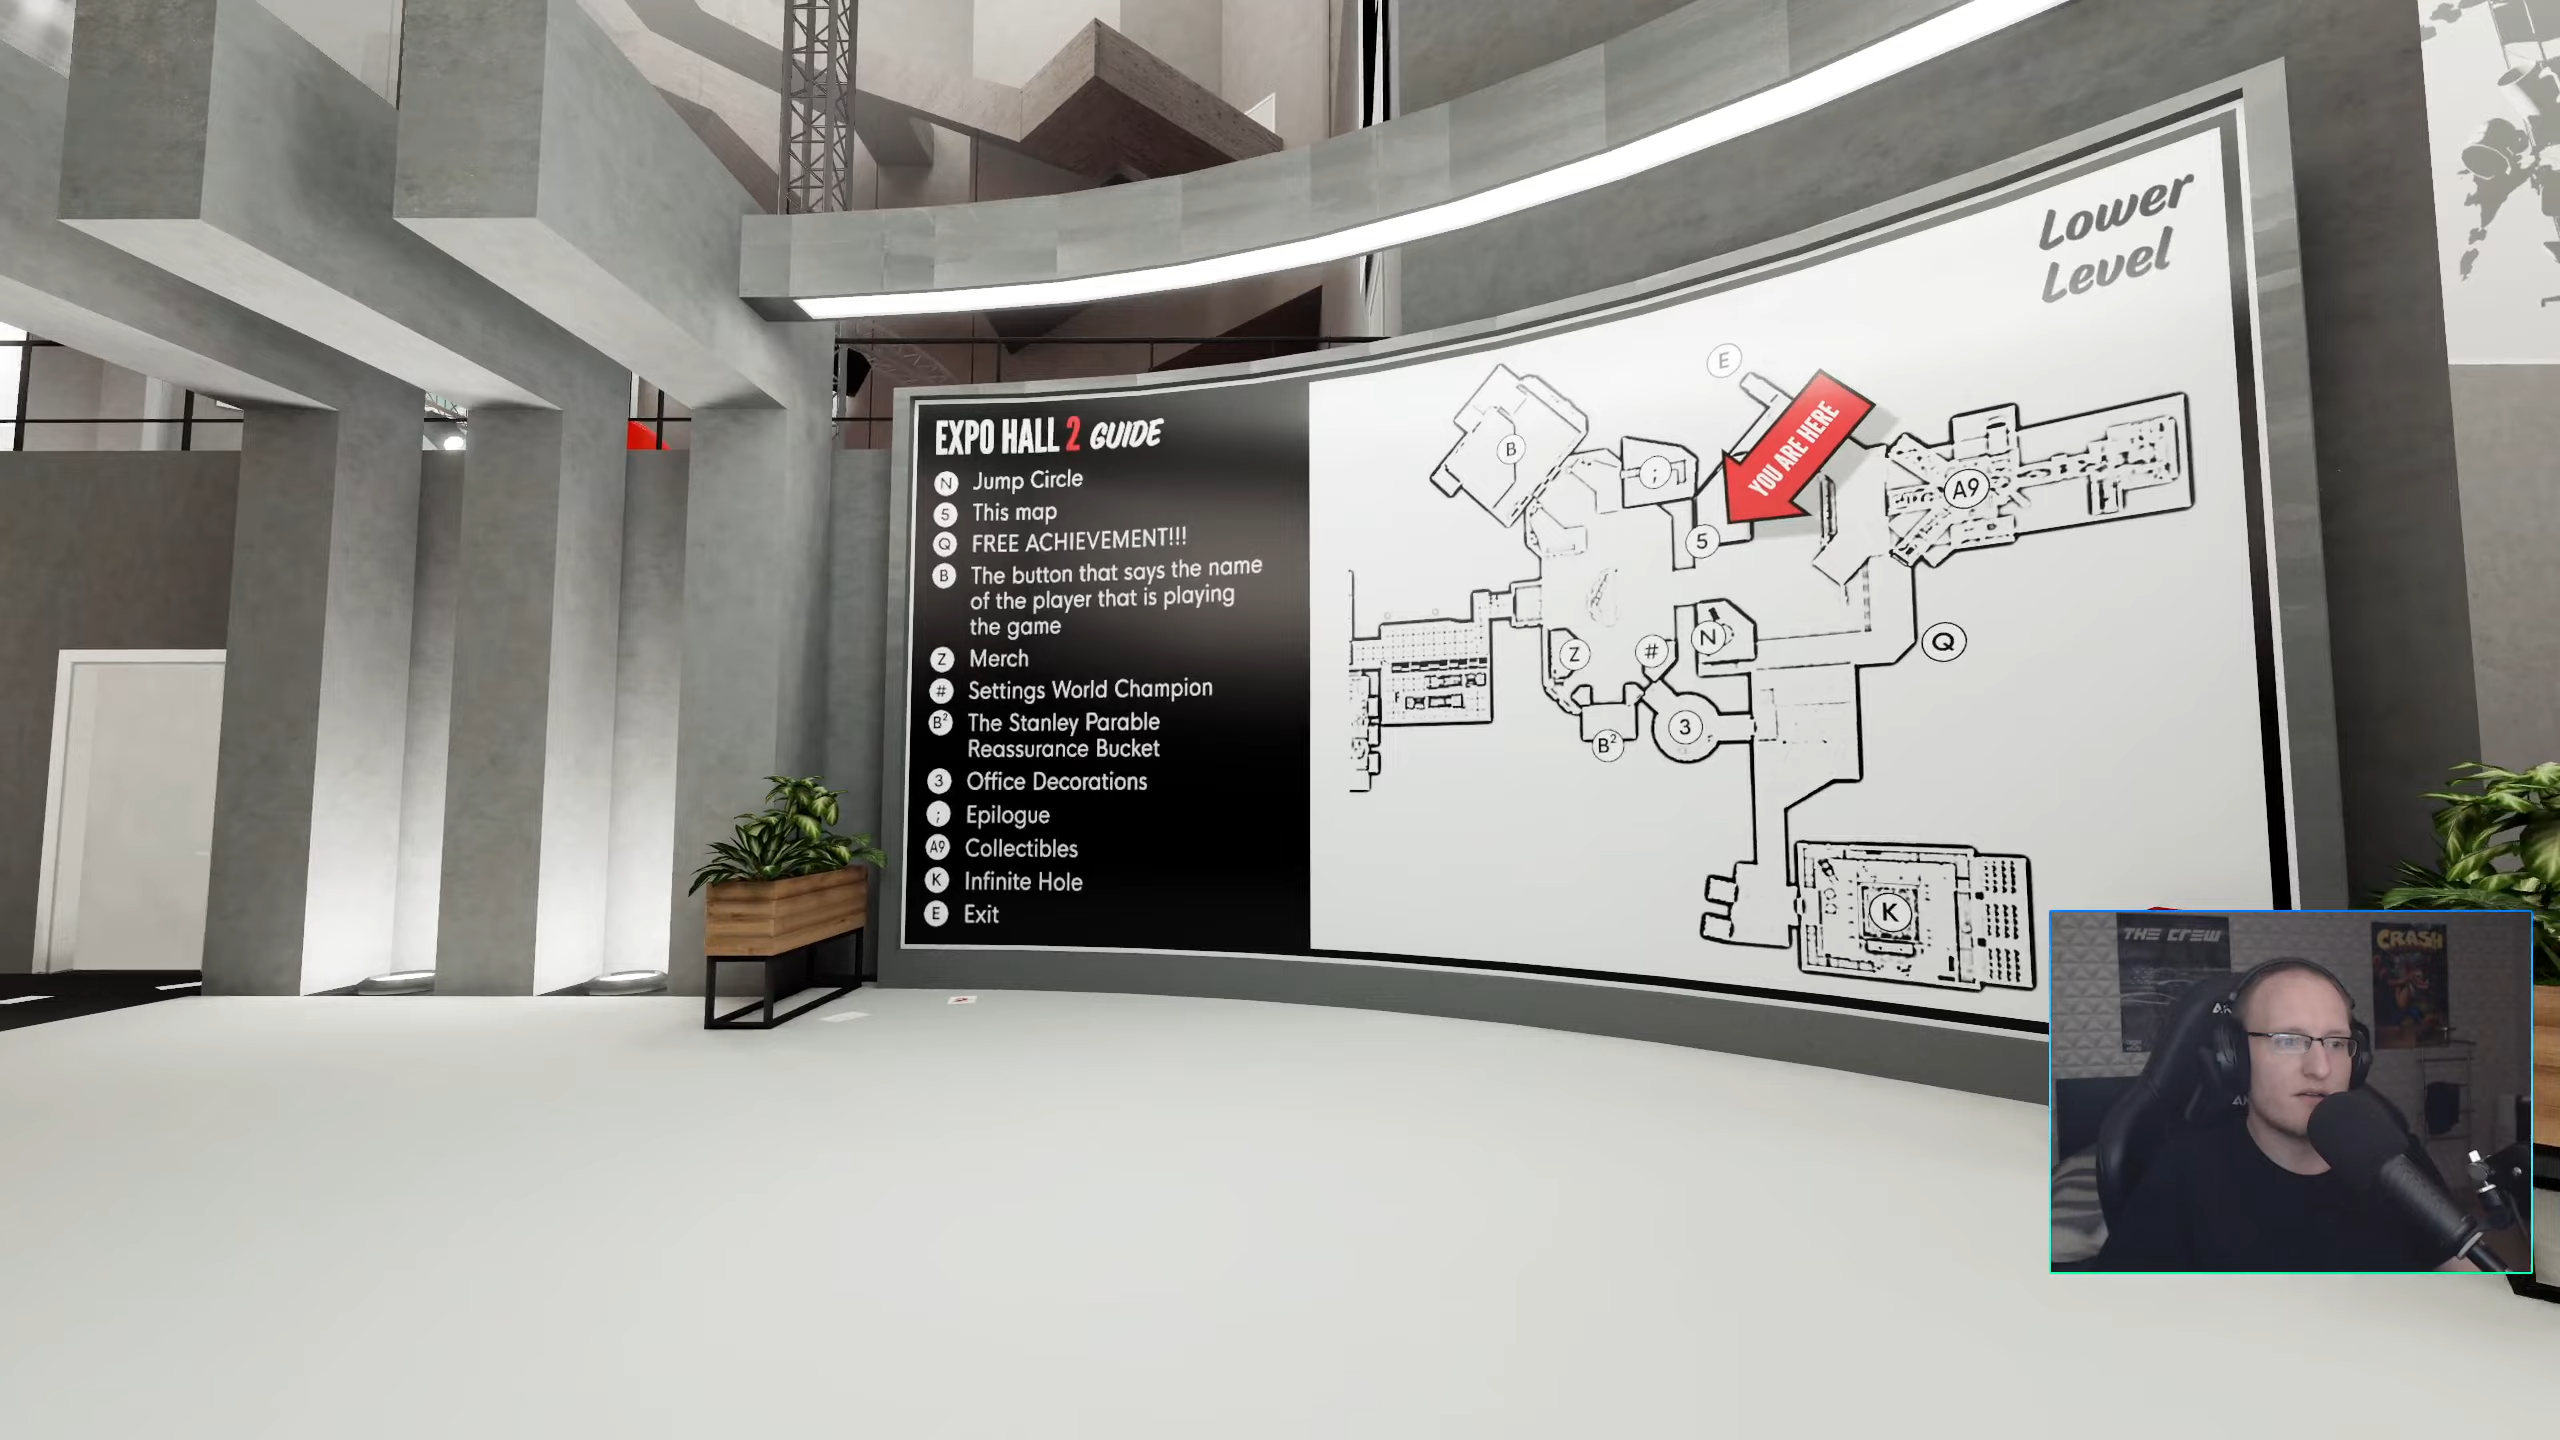 Lower
Level
EXPO HALL 2 GUIDE
N Jump Circle
5 This map
Q FREE ACHIEVEMENT!!!
B The button that says the name
of the player that is playing
the game
Z Merch
# Settings World Champion
B² The Stanley Parable
Reassurance Bucket
3 Office Decorations
; Epilogue
A9 Collectibles
K Infinite Hole
E Exit
E
YOU ARE HERE
B
;
A9
5
N
Q
Z
#
3
B²
K
THE CREW
CRASH